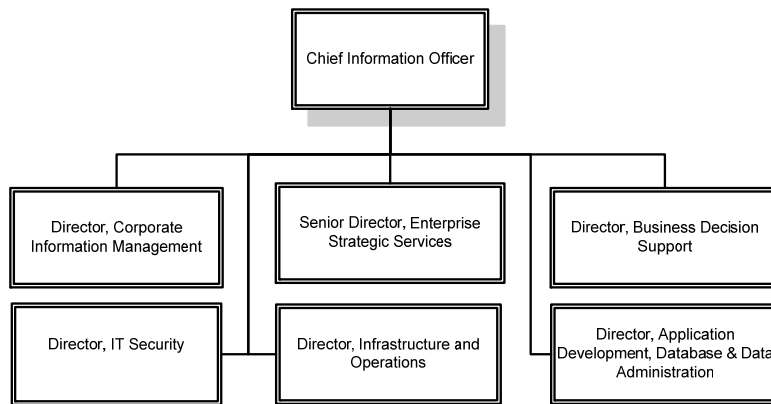 Chief Information Officer
Director, Corporate
Information Management
Senior Director, Enterprise
Strategic Services
Director, Business Decision
Support
Director, IT Security
Director, Infrastructure and
Operations
Director, Application
Development, Database & Data
Administration